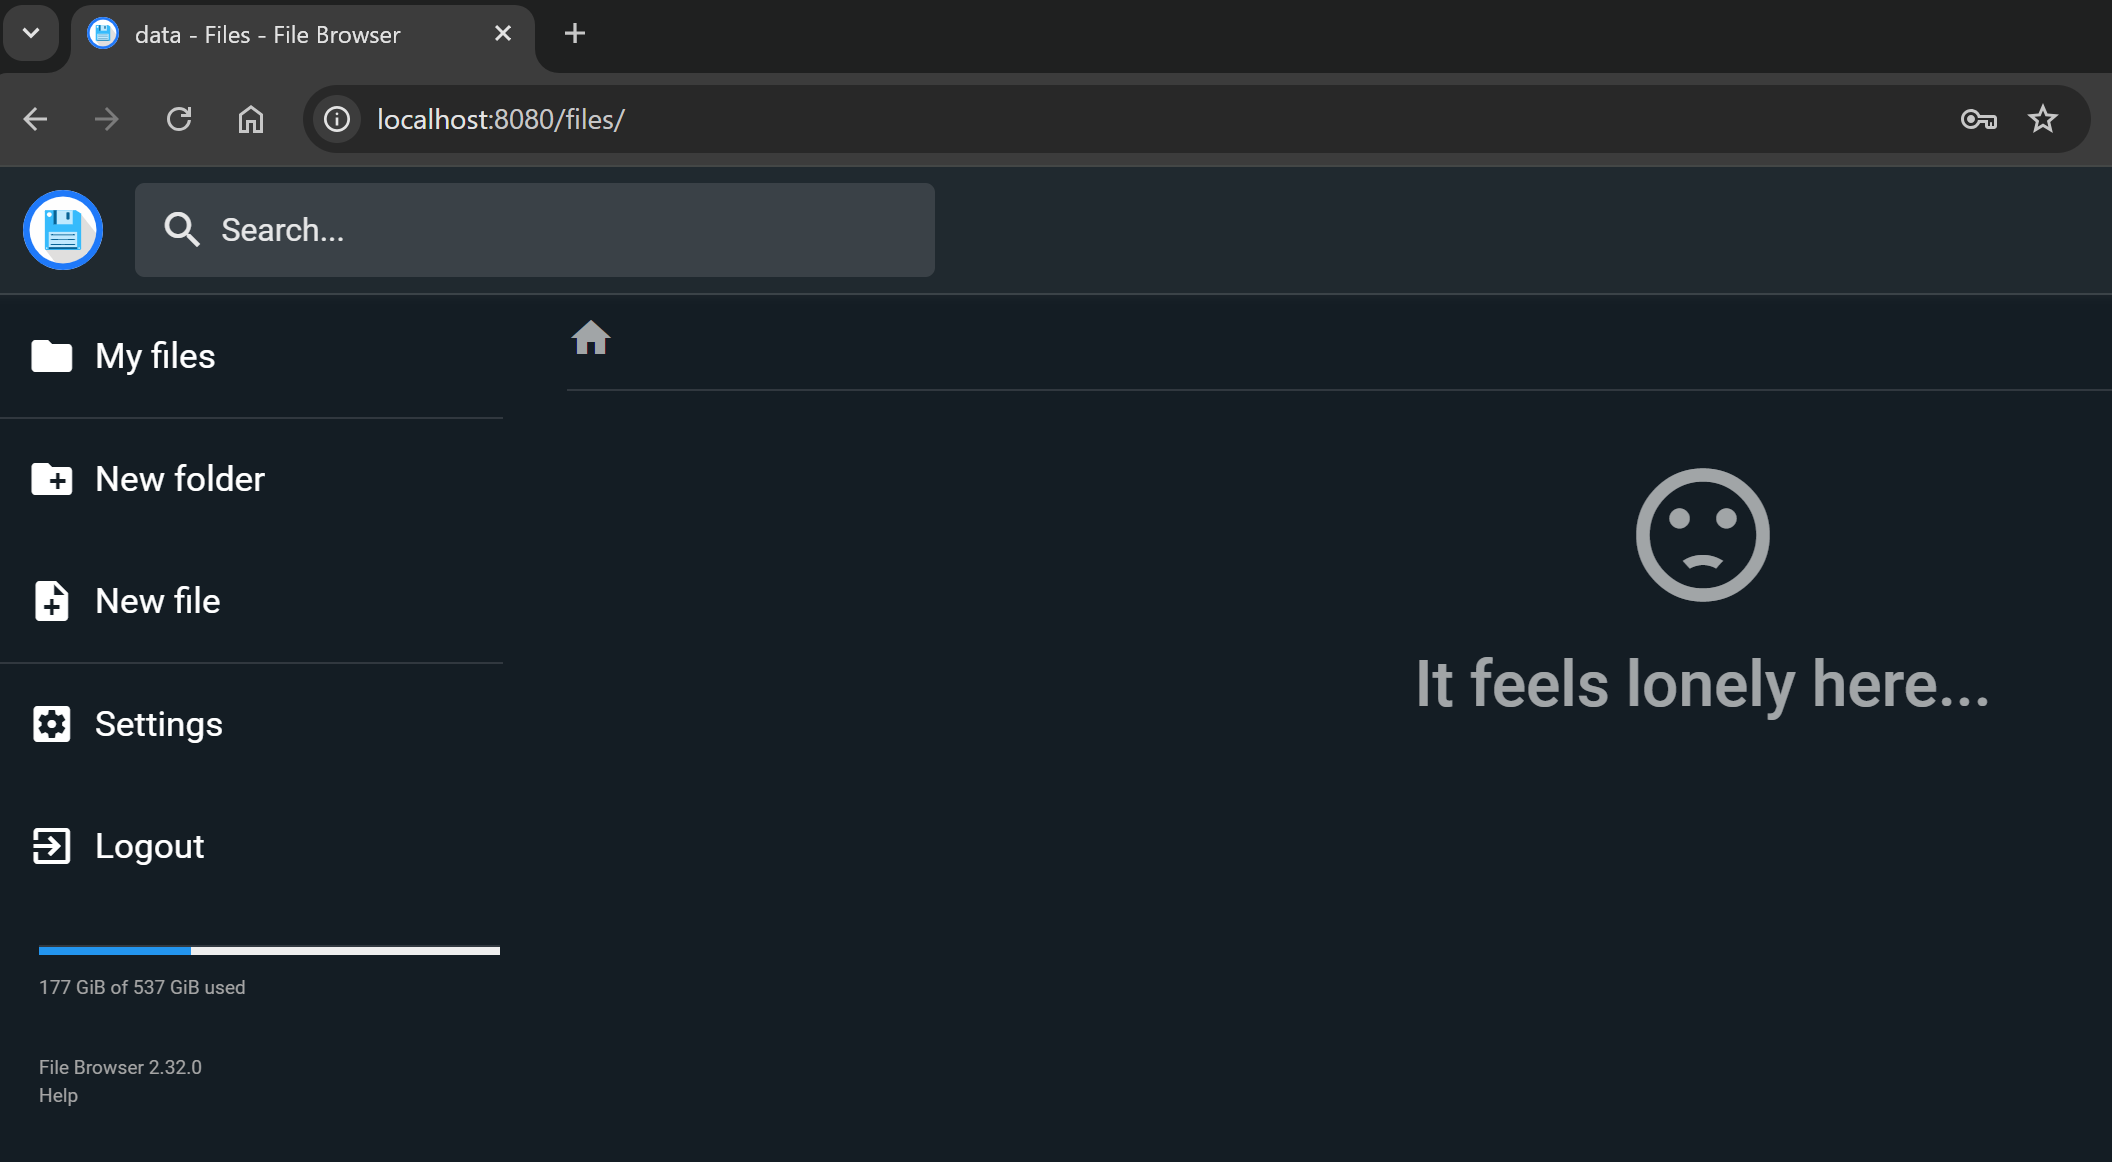 data - Files - File Browser
localhost:8080/files/
Search...
My files
New folder
New file
Settings
Logout
177 GiB of 537 GiB used
File Browser 2.32.0
Help
It feels lonely here...